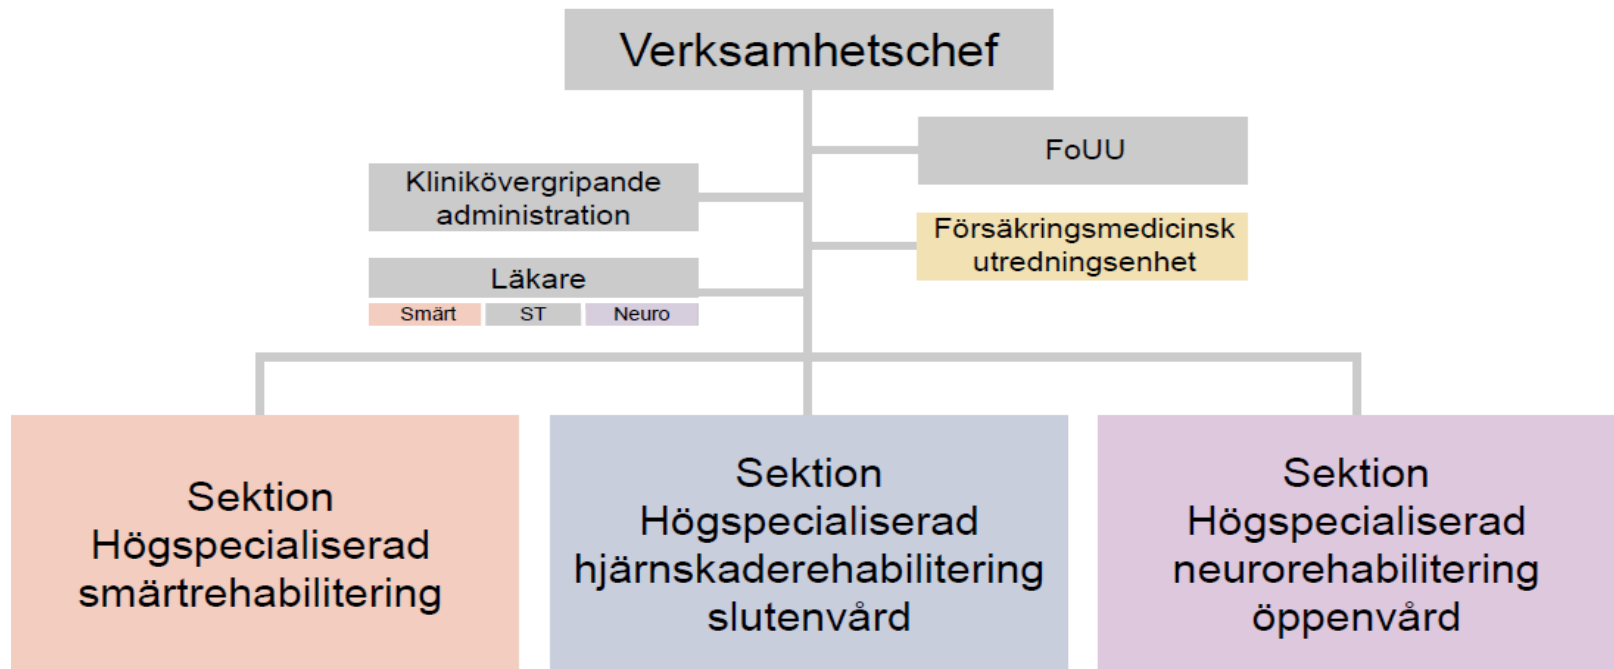 Verksamhetschef
FoUU
Klinikövergripande
administration
Försäkringsmedicinsk
utredningsenhet
Läkare
Smärt
ST
Neuro
Sektion
Högspecialiserad
smärtrehabilitering
Sektion
Högspecialiserad
hjärnskaderehabilitering
slutenvård
Sektion
Högspecialiserad
neurorehabilitering
öppenvård